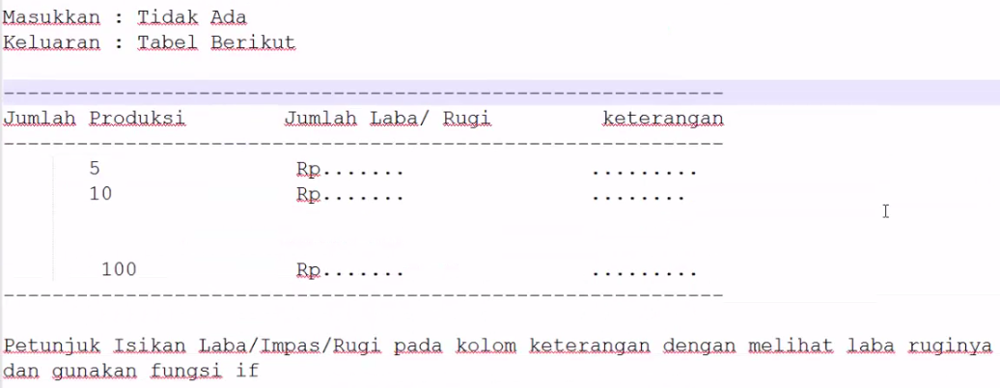 Masukkan : Tidak Ada
Keluaran : Tabel Berikut
-----------------------------------------------------------
Jumlah Produksi Jumlah Laba/ Rugi keterangan
-----------------------------------------------------------
5 Rp....... .........
10 Rp....... ........
100 Rp....... .........
-----------------------------------------------------------
Petunjuk Isikan Laba/Impas/Rugi pada kolom keterangan dengan melihat laba ruginya
dan gunakan fungsi if